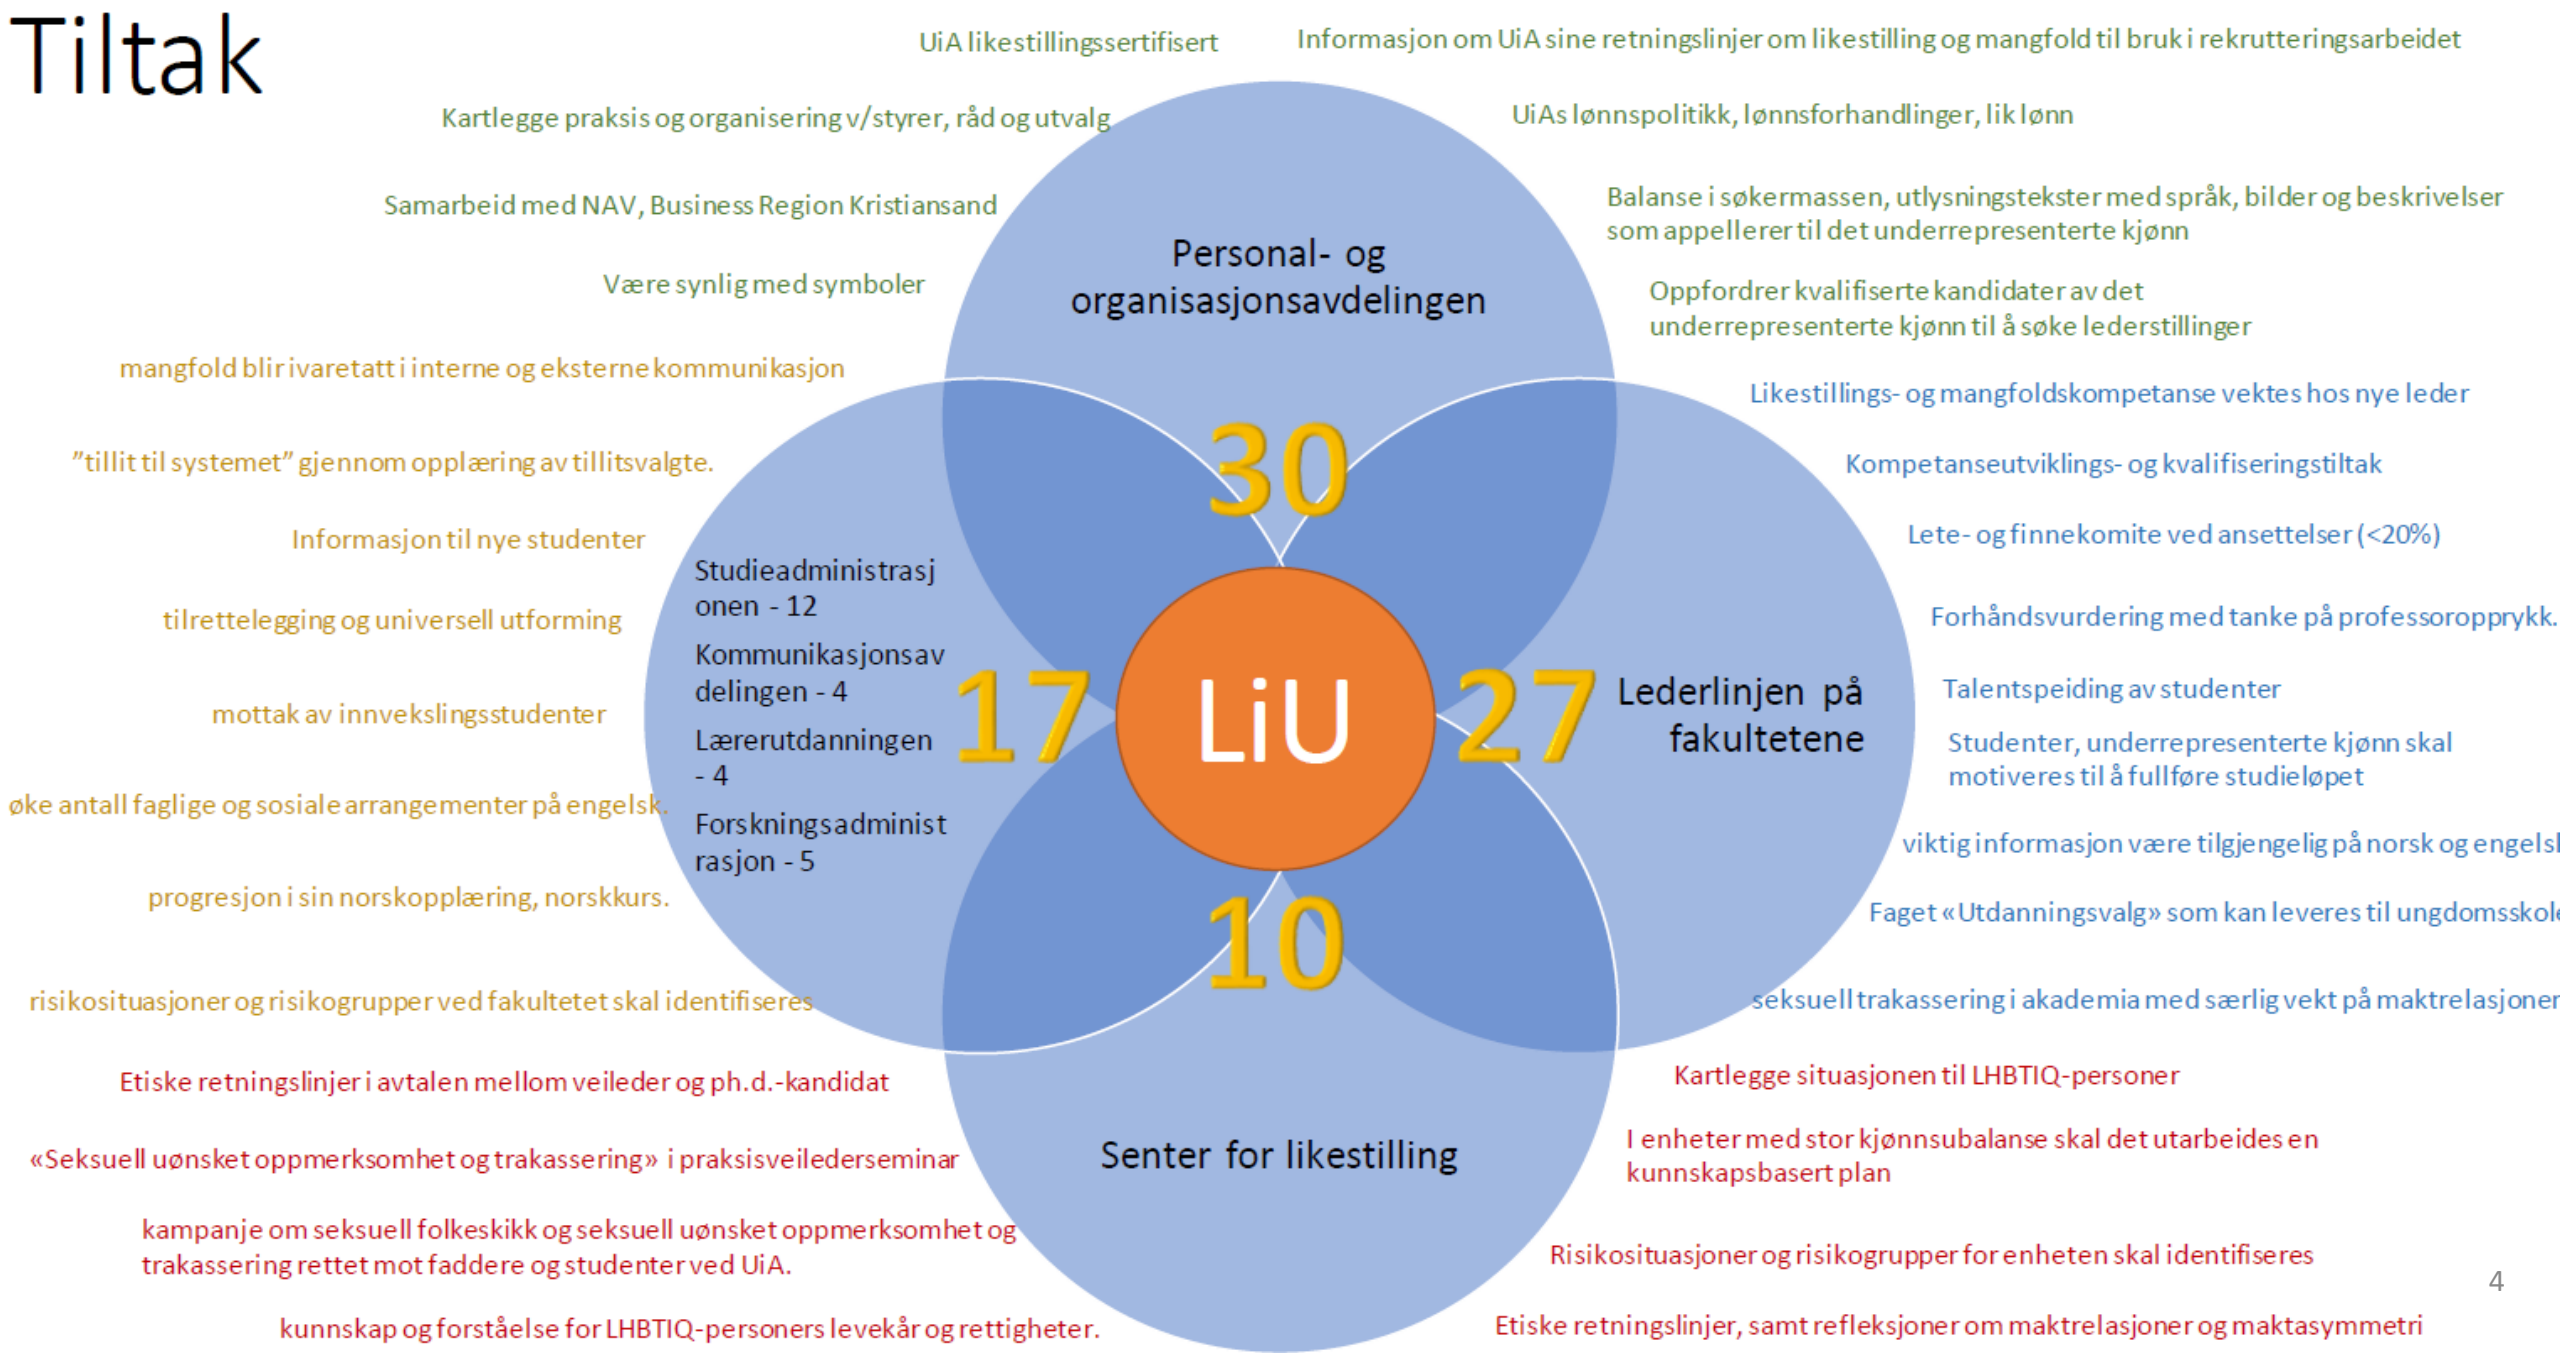 Tiltak
UiA likestillingssertifisert
Informasjon om UiA sine retningslinjer om likestilling og mangfold til bruk i rekrutteringsarbeidet
Kartlegge praksis og organisering v/styrer, råd og utvalg
UiAs lønnspolitikk, lønnsforhandlinger, lik lønn
Samarbeid med NAV, Business Region Kristiansand
Balanse i søkermassen, utlysningstekster med språk, bilder og beskrivelser
som appellerer til det underrepresenterte kjønn
Være synlig med symboler
Oppfordrer kvalifiserte kandidater av det
underrepresenterte kjønn til å søke lederstillinger
Personal- og
organisasjonsavdelingen
30
mangfold blir ivaretatt i interne og eksterne kommunikasjon
"tillit til systemet" gjennom opplæring av tillitsvalgte.
Informasjon til nye studenter
tilrettelegging og universell utforming
mottak av innvekslingsstudenter
øke antall faglige og sosiale arrangementer på engelsk.
progresjon i sin norskopplæring, norskkurs.
risikosituasjoner og risikogrupper ved fakultetet skal identifiseres
Studieadministrasj
onen - 12
Kommunikasjonsav
delingen - 4
Lærerutdanningen
- 4
Forskningsadminist
rasjon - 5
17
LiU
27
Lederlinjen på
fakultetene
Likestillings- og mangfoldskompetanse vektes hos nye leder
Kompetanseutviklings- og kvalifiseringstiltak
Lete- og finnekomite ved ansettelser (<20%)
Forhåndsvurdering med tanke på professoropprykk.
Talentspeiding av studenter
Studenter, underrepresenterte kjønn skal
motiveres til å fullføre studieløpet
viktig informasjon være tilgjengelig på norsk og engels
Faget «Utdanningsvalg» som kan leveres til ungdomsskole
seksuell trakassering i akademia med særlig vekt på maktrelasjoner
10
Senter for likestilling
Etiske retningslinjer i avtalen mellom veileder og ph.d.-kandidat
«Seksuell uønsket oppmerksomhet og trakassering» i praksisveilederseminar
kampanje om seksuell folkeskikk og seksuell uønsket oppmerksomhet og
trakassering rettet mot faddere og studenter ved UiA.
kunnskap og forståelse for LHBTIQ-personers levekår og rettigheter.
Kartlegge situasjonen til LHBTIQ-personer
I enheter med stor kjønnsubalanse skal det utarbeides en
kunnskapsbasert plan
Risikosituasjoner og risikogrupper for enheten skal identifiseres
Etiske retningslinjer, samt refleksjoner om maktrelasjoner og maktasymmetri
4